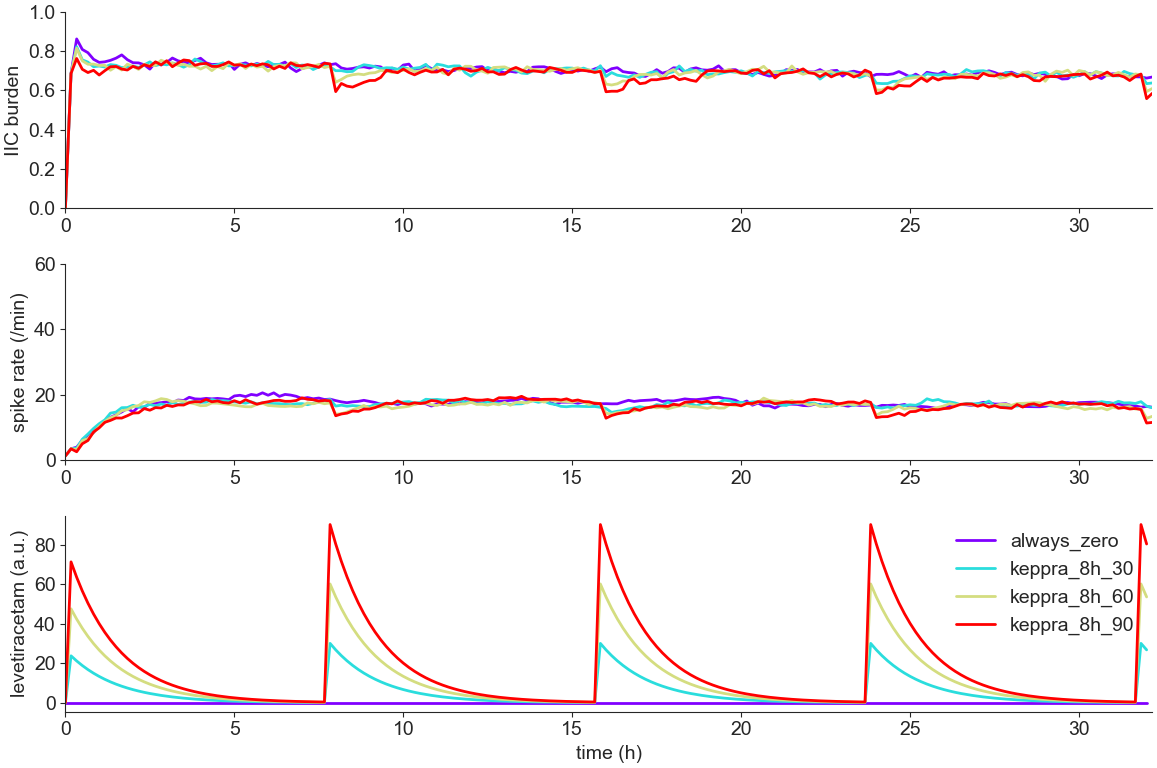 1.0
0.8
0.6
0.4
0.2
0.0
IIC burden
0 5 10 15 20 25 30
60
40
20
0
spike rate (/min)
0 5 10 15 20 25 30
80
60
40
20
0
levetiracetam (a.u.)
always_zero
keppra_8h_30
keppra_8h_60
keppra_8h_90
0 5 10 15 20 25 30
time (h)